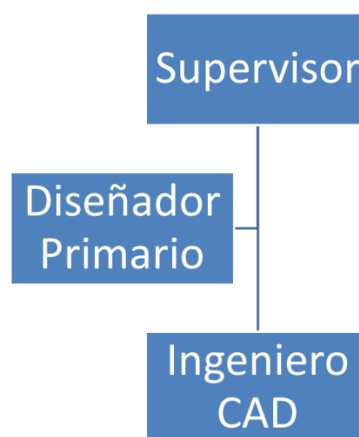 Supervisor
Diseñador
Primario
Ingeniero
CAD